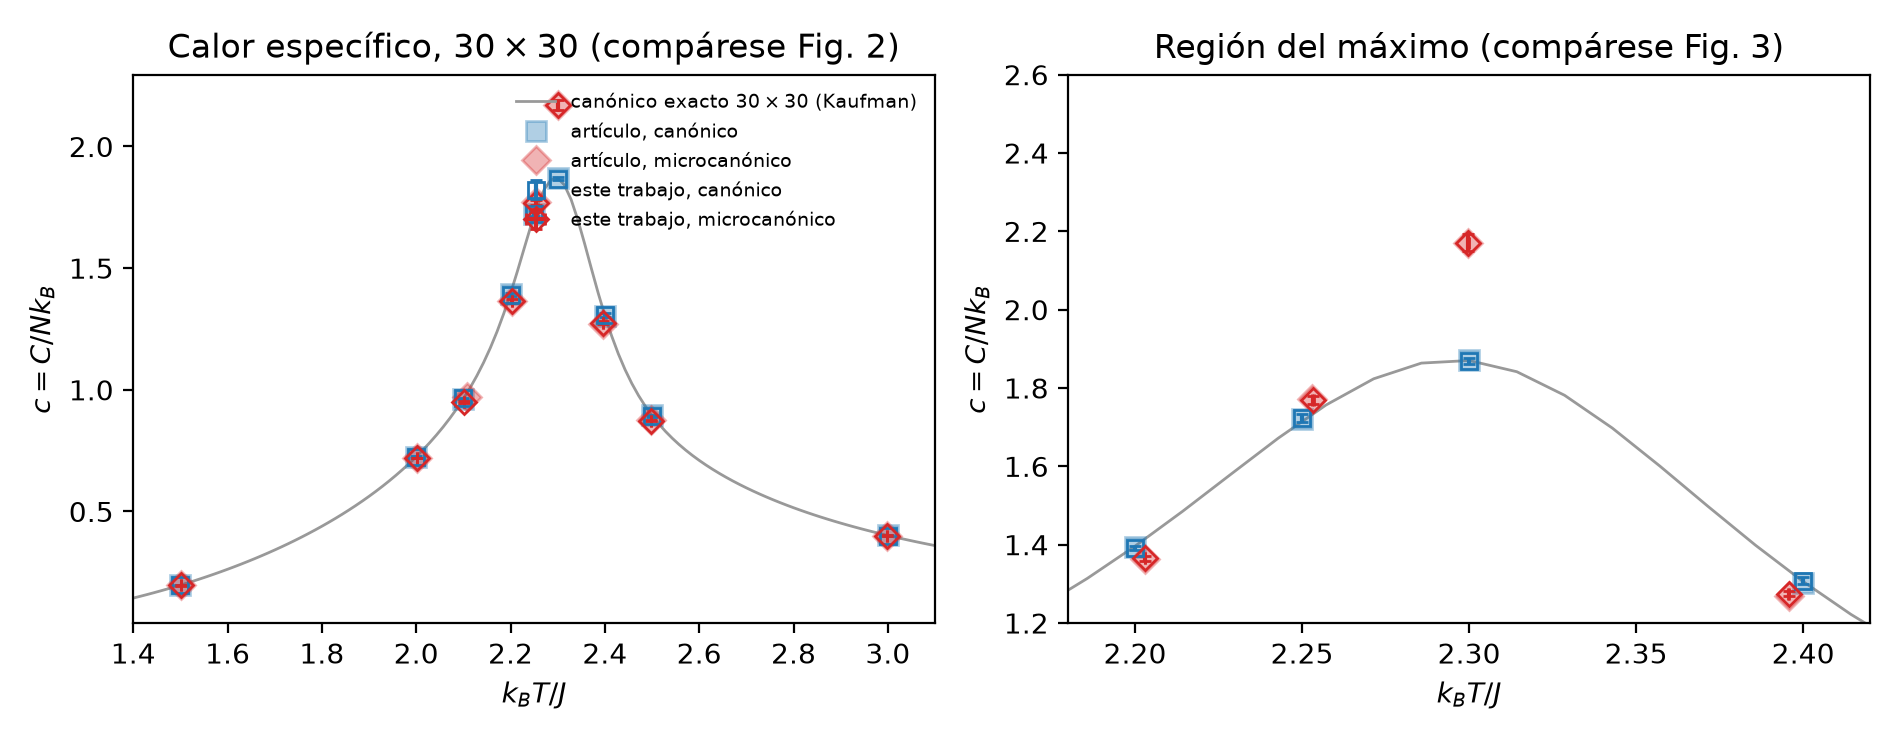 Calor específico, 30 × 30 (compárese Fig. 2)
canónico exacto 30 × 30 (Kaufman)
artículo, canónico
artículo, microcanónico
este trabajo, canónico
este trabajo, microcanónico
2.0
1.5
1.0
0.5
c = C/Nk_B
1.4 1.6 1.8 2.0 2.2 2.4 2.6 2.8 3.0
k_BT/J
Región del máximo (compárese Fig. 3)
2.6
2.4
2.2
2.0
1.8
1.6
1.4
1.2
c = C/Nk_B
2.20 2.25 2.30 2.35 2.40
k_BT/J